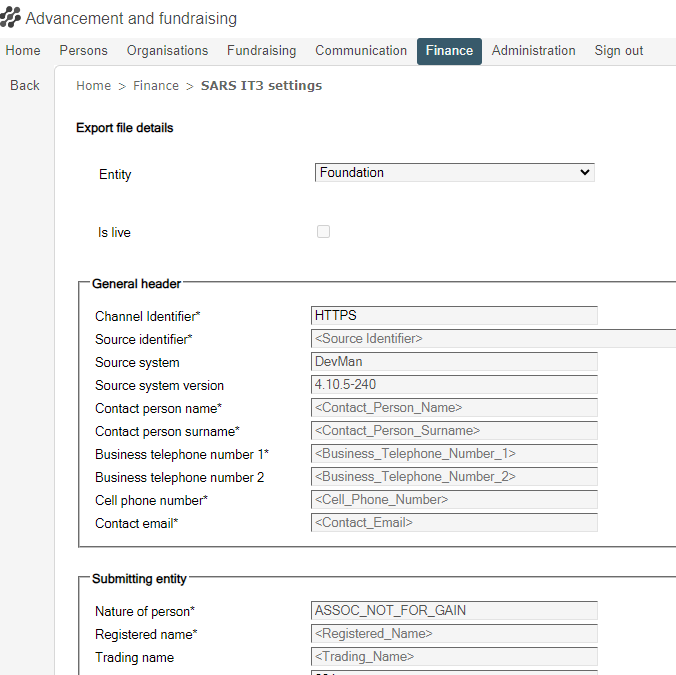 Advancement and fundraising
Home Persons Organisations Fundraising Communication Finance Administration Sign out
Back
Home > Finance > SARS IT3 settings
Export file details
Entity Foundation
Is live
General header
Channel Identifier* HTTPS
Source identifier* <Source Identifier>
Source system DevMan
Source system version 4.10.5-240
Contact person name* <Contact_Person_Name>
Contact person surname* <Contact_Person_Surname>
Business telephone number 1* <Business_Telephone_Number_1>
Business telephone number 2 <Business_Telephone_Number_2>
Cell phone number* <Cell_Phone_Number>
Contact email* <Contact_Email>
Submitting entity
Nature of person* ASSOC_NOT_FOR_GAIN
Registered name* <Registered_Name>
Trading name <Trading_Name>